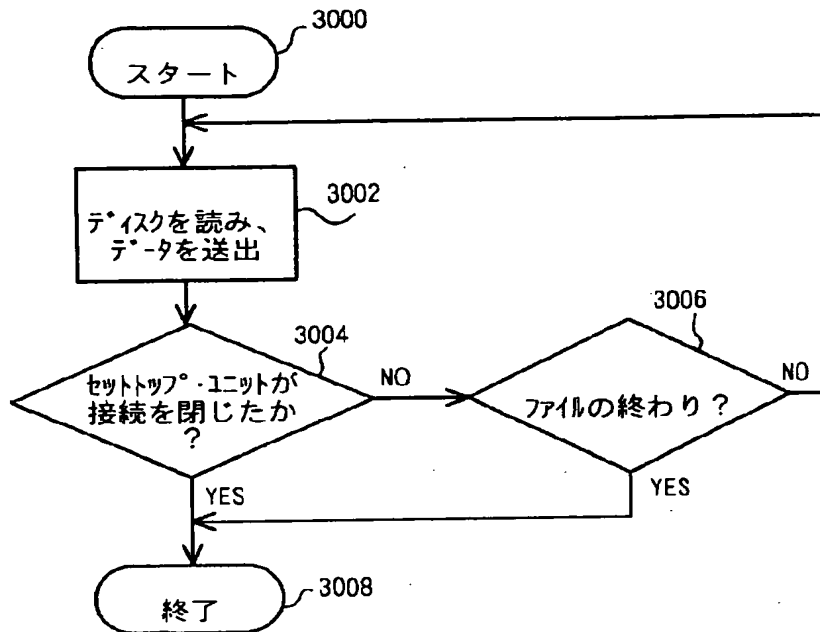 3000
スタート
3002
ディスクを読み、
データを送出
3004
セットトップ・ユニットが
接続を閉じたか
?
NO
YES
3006
ファイルの終わり?
NO
YES
3008
終了